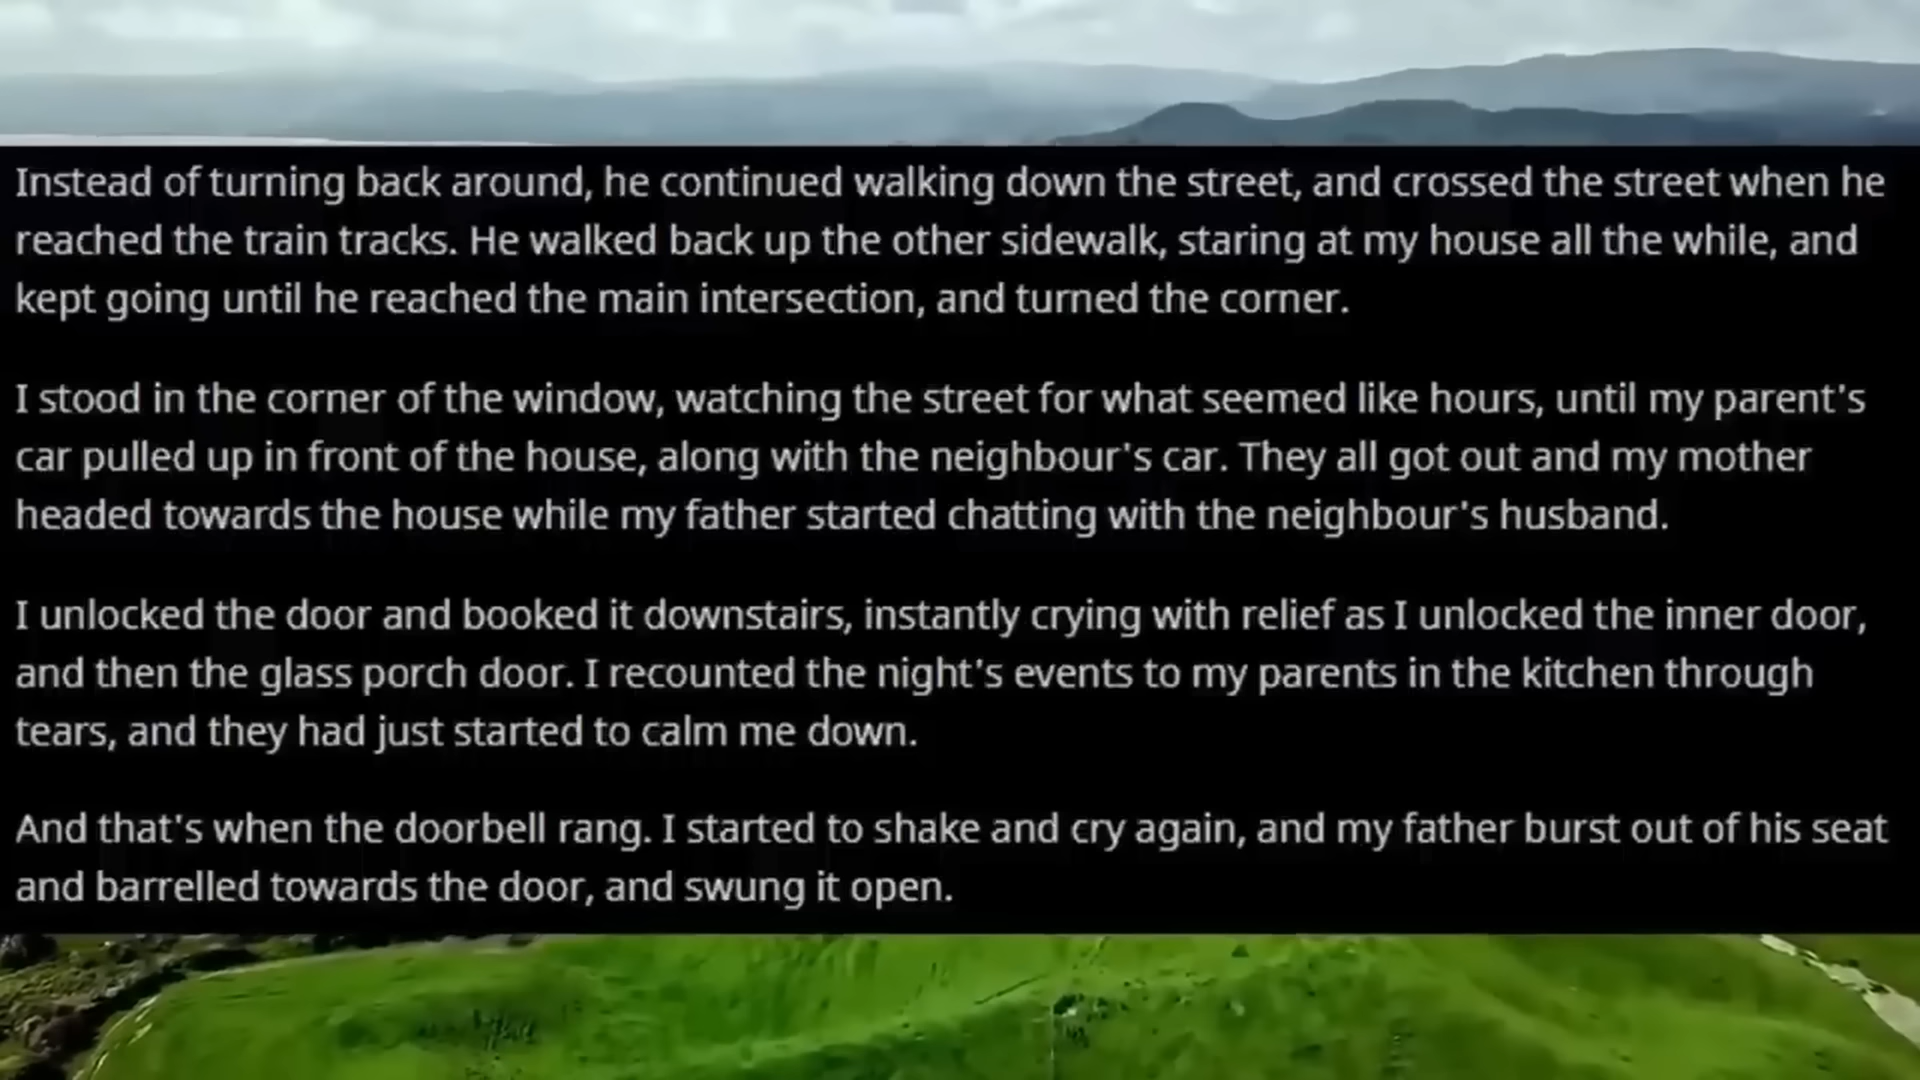 Instead of turning back around, he continued walking down the street, and crossed the street when he
reached the train tracks. He walked back up the other sidewalk, staring at my house all the while, and
kept going until he reached the main intersection, and turned the corner.
I stood in the corner of the window, watching the street for what seemed like hours, until my parent's
car pulled up in front of the house, along with the neighbour's car. They all got out and my mother
headed towards the house while my father started chatting with the neighbour's husband.
I unlocked the door and booked it downstairs, instantly crying with relief as I unlocked the inner door,
and then the glass porch door. I recounted the night's events to my parents in the kitchen through
tears, and they had just started to calm me down.
And that's when the doorbell rang. I started to shake and cry again, and my father burst out of his seat
and barrelled towards the door, and swung it open.